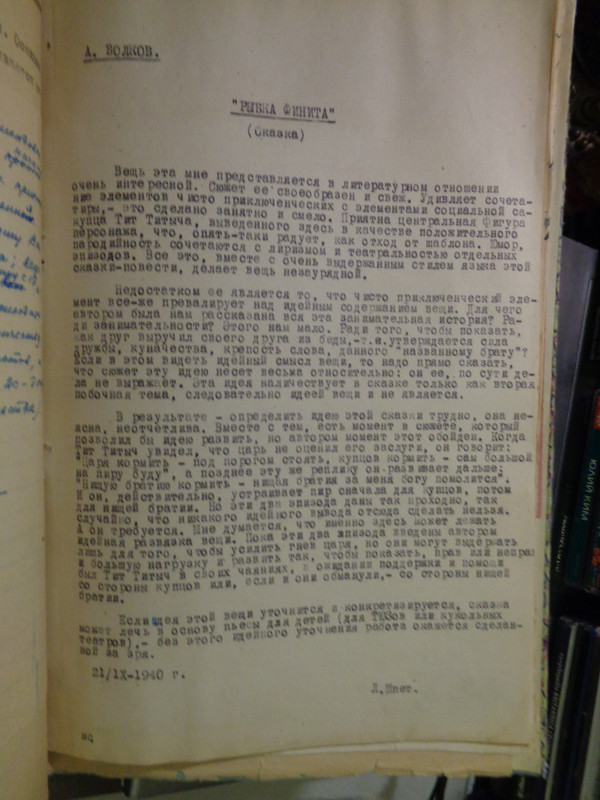 А. ВОЛКОВ.
"РЫБКА ФИНИТА"
(Сказка)
Вещь эта мне представляется в литературном отношении
очень интересной. Сюжет ее своеобразен и свеж. Удивляет сочета-
ние элементов чисто приключенческих с элементами социальной са-
тиры,- это сделано занятно и смело. Приятна центральная фигура
купца Тит Титыча, выведенного здесь в качестве положительного
персонажа, что, опять-таки радует, как отход от шаблона. Юмор,
пародийность сочетаются с лиризмом и театральностью отдельных
эпизодов. Все это, вместе с очень выдержанным стилем языка этой
сказки-повести, делает вещь незаурядной.
Недостатком ее является то, что чисто приключенческий эле-
мент все-же превалирует над идейным содержанием вещи. Для чего
автором была нам рассказана вся эта занимательная история? Ра-
ди занимательности? Этого нам мало. Ради того, чтобы показать,
как друг выручил своего друга из беды,-т.е.утверждается сила
дружбы, куначества, крепость слова, данного "названному брату"?
Если в этом видеть идейный смысл вещи, то надо прямо сказать,
что сюжет эту идею несет весьма относительно: он ее, по сути де-
ла не выражает. Эта идея наличествует в сказке только как вторая,
побочная тема, следовательно идеей вещи и не является.
В результате - определить идею этой сказки трудно, она не-
ясна, неотчетлива. Вместе с тем, есть момент в сюжете, который
позволил бы идею развить, но автором момент этот обойден. Когда
Тит Титыч увидел, что царь не оценил его заслуги, он говорит:
"Царя кормить - под порогом стоять, купцов кормить - сам большой
на пиру буду", а позднее эту же реплику он-развивает дальше:
"Нищую братию кормить - нищая братия за меня богу помолится".
И он, действительно, устраивает пир сначала для купцов, потом
для нищей братии. Но эти два эпизода даны так проходно, так
случайно, что никакого идейного вывода отсюда сделать нельзя.
А он требуется. Мне думается, что именно здесь может лежать
идейная развязка вещи. Пока эти два эпизода введены автором
лишь для того, чтобы усилить гнев царя, но они могут выдержать
и большую нагрузку и развить так, чтобы показать, прав или неправ
был Тит Титыч в своих чаяниях, в ожидании поддержки и помощи
со стороны купцов или, если и они обманули,- со стороны нищей
братии.
Если идея этой вещи уточнится и конкретизируется, сказка
может лечь в основу пьесы для детей (для ТЮЗов или кукольных
театров),- без этого идейного уточнения работа окажется сделан-
ной за зря.
21/IX-1940 г.
Л.Шпет.
КИМ